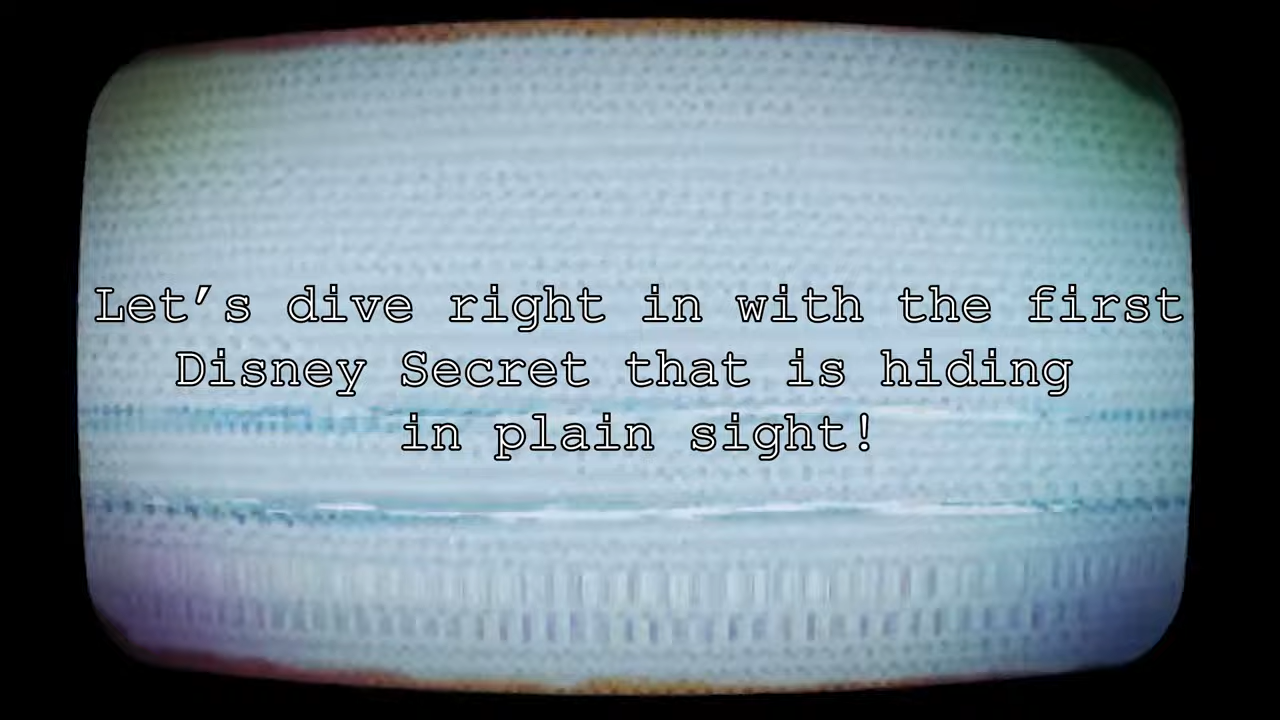 Let’s dive right in with the first
Disney Secret that is hiding
in plain sight!